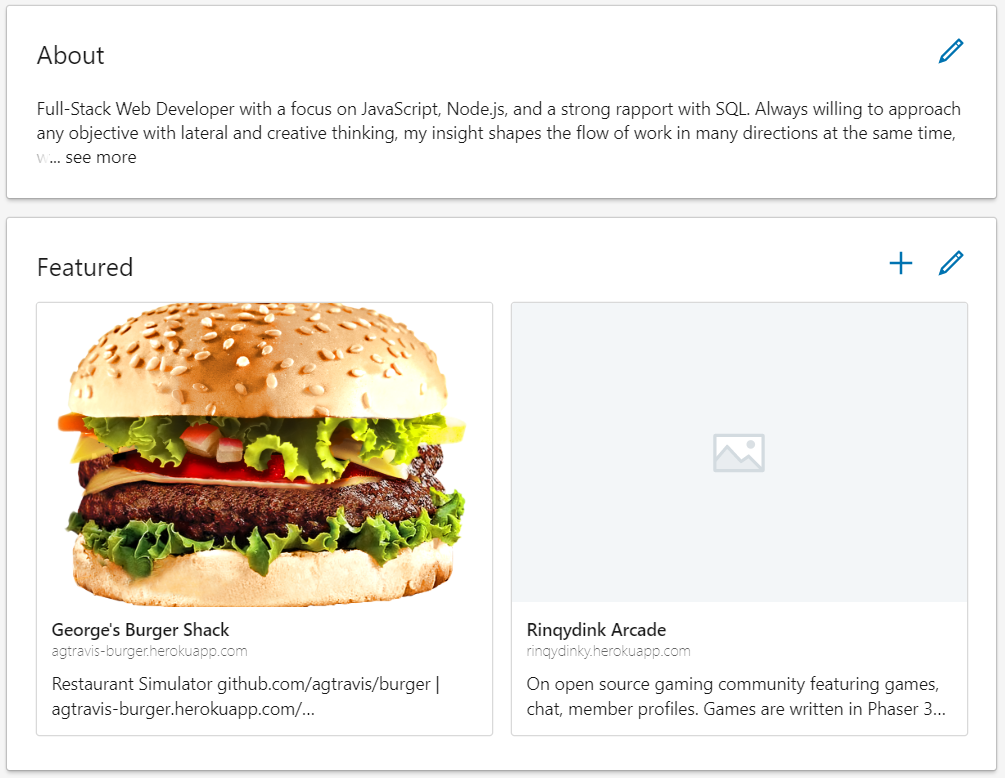 About
Full-Stack Web Developer with a focus on JavaScript, Node.js, and a strong rapport with SQL. Always willing to approach
any objective with lateral and creative thinking, my insight shapes the flow of work in many directions at the same time,
w... see more
Featured
George's Burger Shack
agtravis-burger.herokuapp.com
Restaurant Simulator github.com/agtravis/burger |
agtravis-burger.herokuapp.com/...
Rinqydink Arcade
rinqydinky.herokuapp.com
On open source gaming community featuring games,
chat, member profiles. Games are written in Phaser 3...